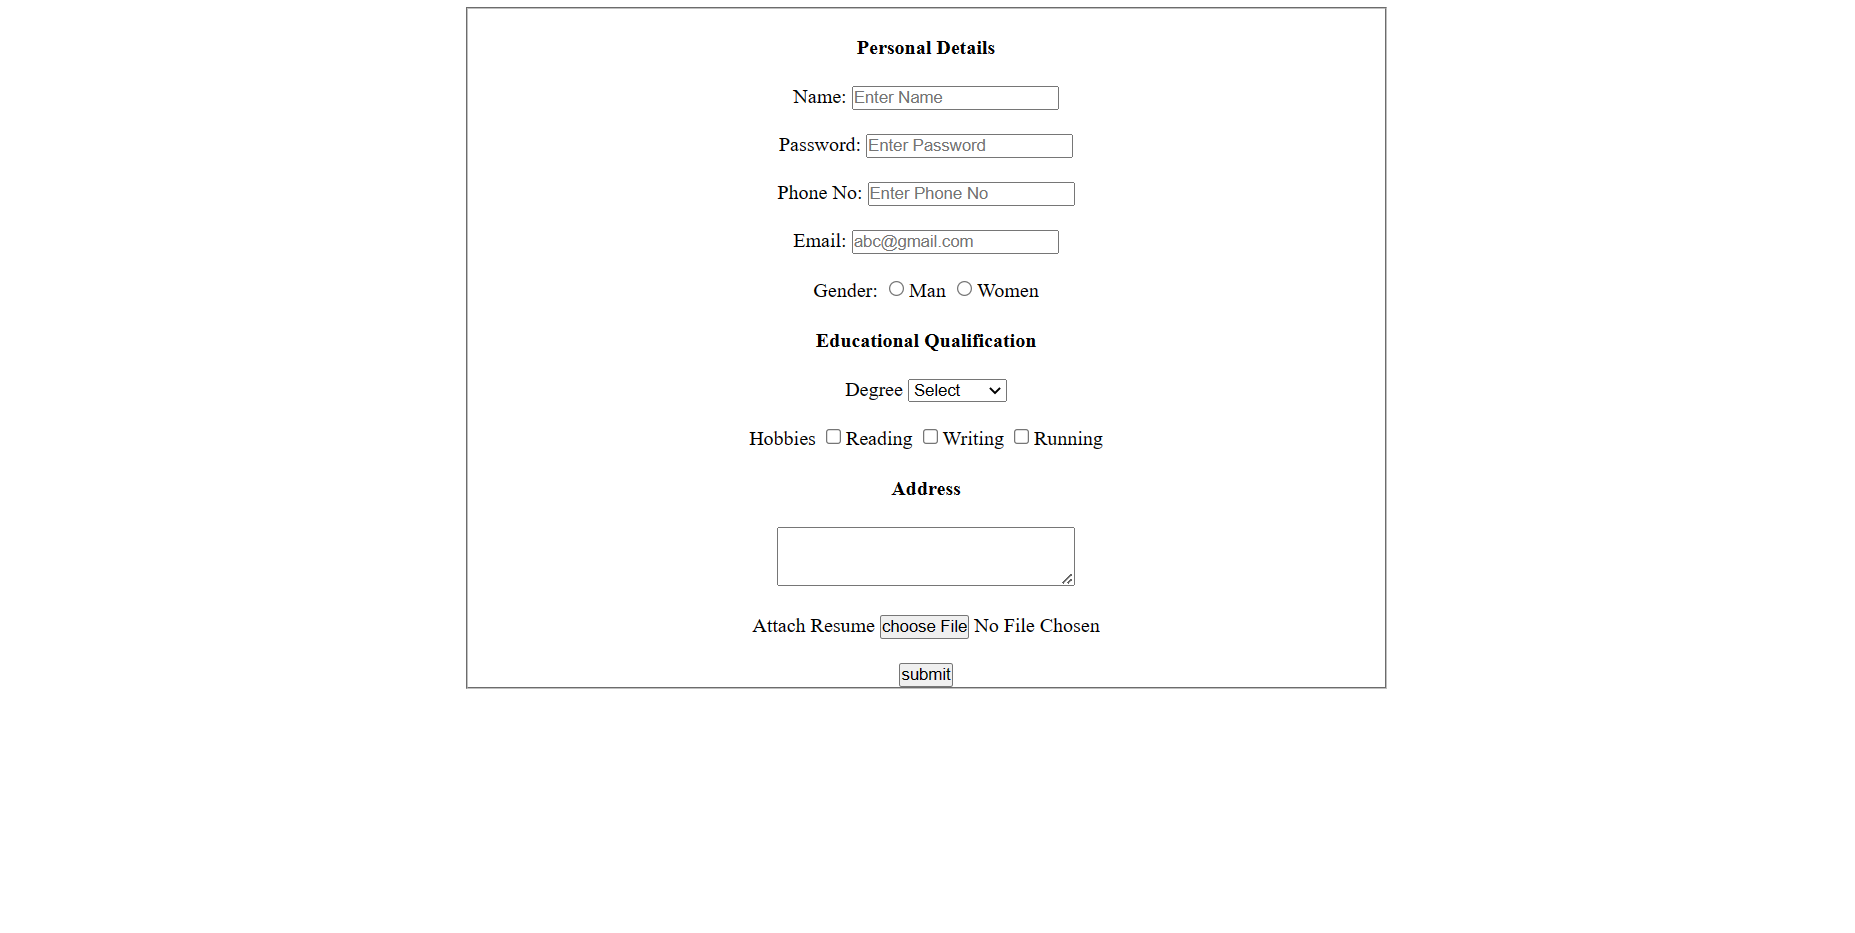 Personal Details
Name: Enter Name
Password: Enter Password
Phone No: Enter Phone No
Email: abc@gmail.com
Gender: Man Women
Educational Qualification
Degree Select
Hobbies Reading Writing Running
Address
Attach Resume choose File No File Chosen
submit